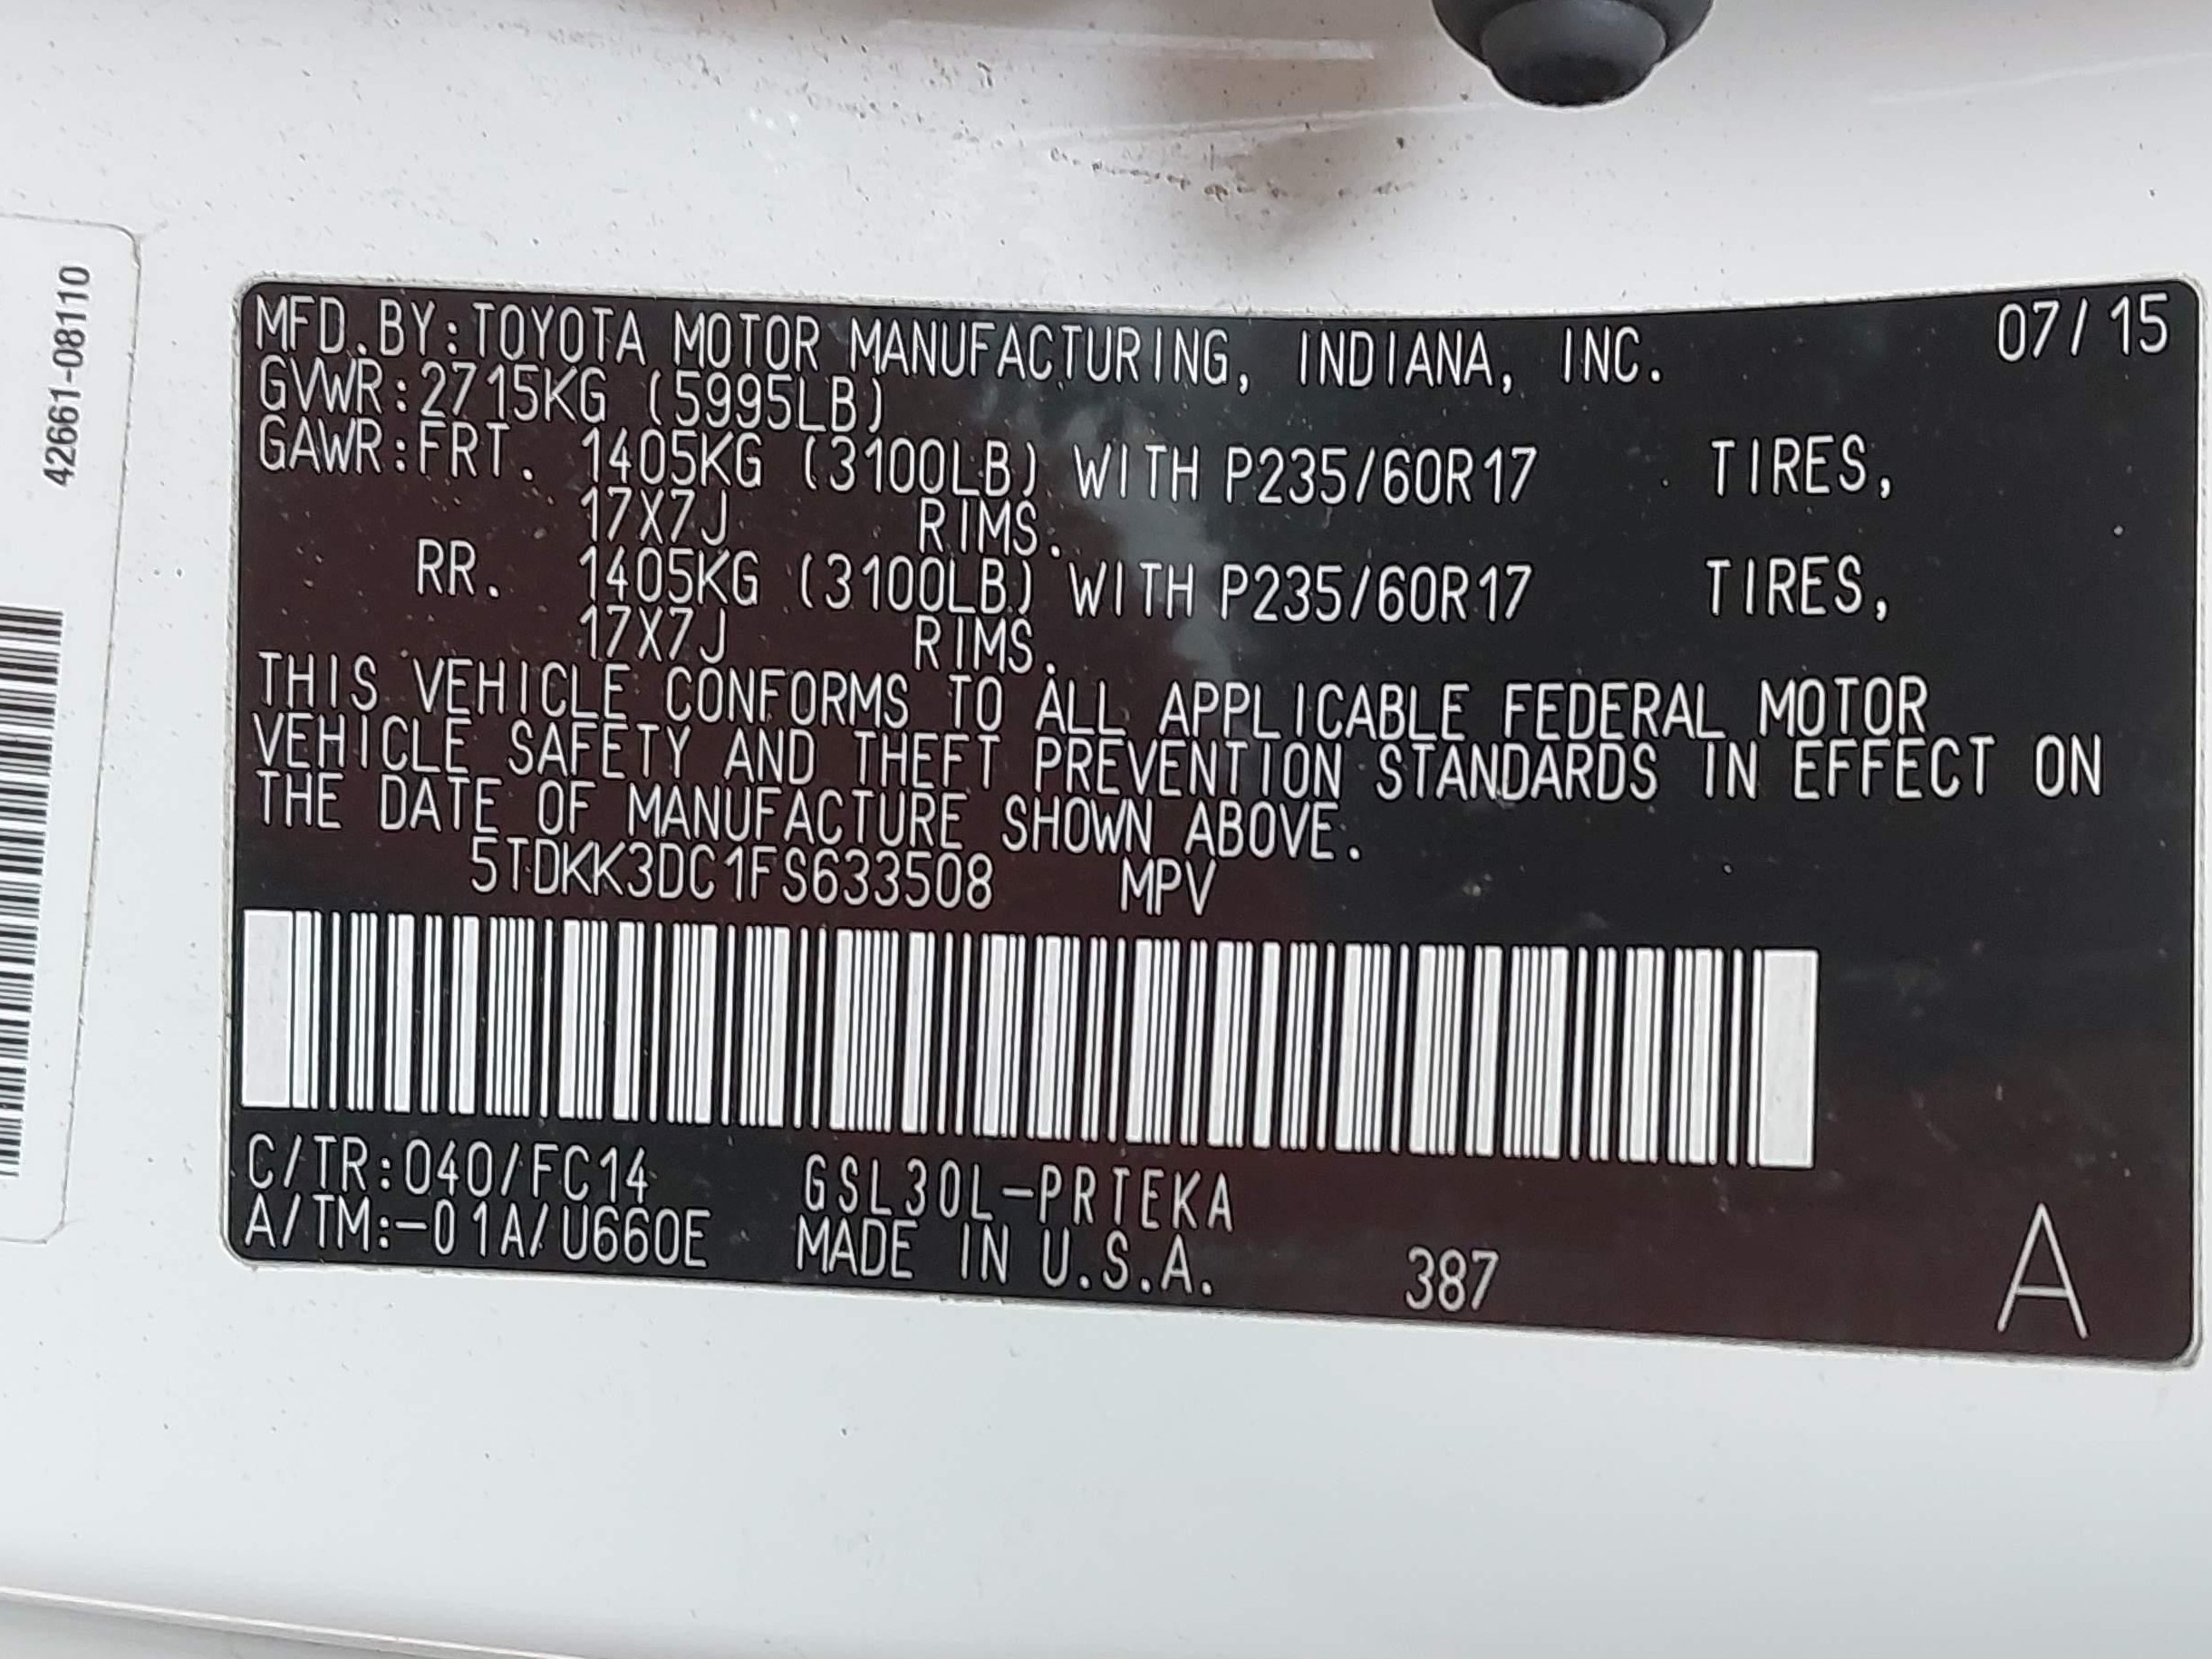 42661-08110
MFD.BY:TOYOTA MOTOR MANUFACTURING, INDIANA, INC. 07/15
GVWR:2715KG (5995LB)
GAWR:FRT. 1405KG (3100LB) WITH P235/60R17 TIRES,
17X7J RIMS.
RR. 1405KG (3100LB) WITH P235/60R17 TIRES,
17X7J RIMS.
THIS VEHICLE CONFORMS TO ALL APPLICABLE FEDERAL MOTOR
VEHICLE SAFETY AND THEFT PREVENTION STANDARDS IN EFFECT ON
THE DATE OF MANUFACTURE SHOWN ABOVE.
5TDKK3DC1FS633508 MPV
C/TR:040/FC14 GSL30L-PRTEKA
A/TM:-01A/U660E MADE IN U.S.A. 387 A